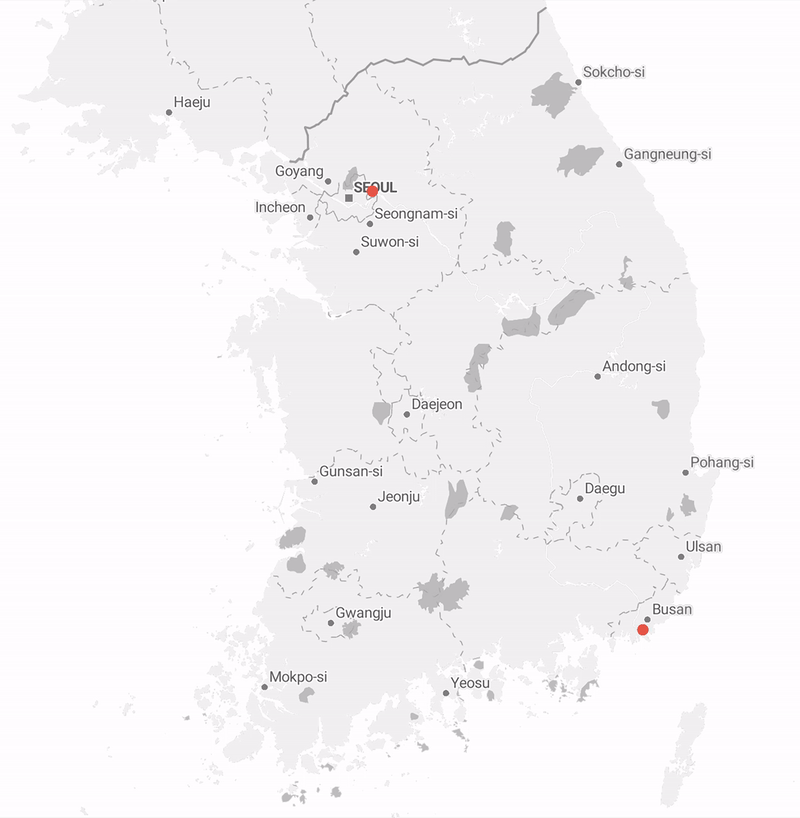 Sokcho-si
Haeju
Gangneung-si
Goyang
SEOUL
Incheon
Seongnam-si
Suwon-si
Andong-si
Daejeon
Pohang-si
Gunsan-si
Daegu
Jeonju
Ulsan
Busan
Gwangju
Mokpo-si
Yeosu